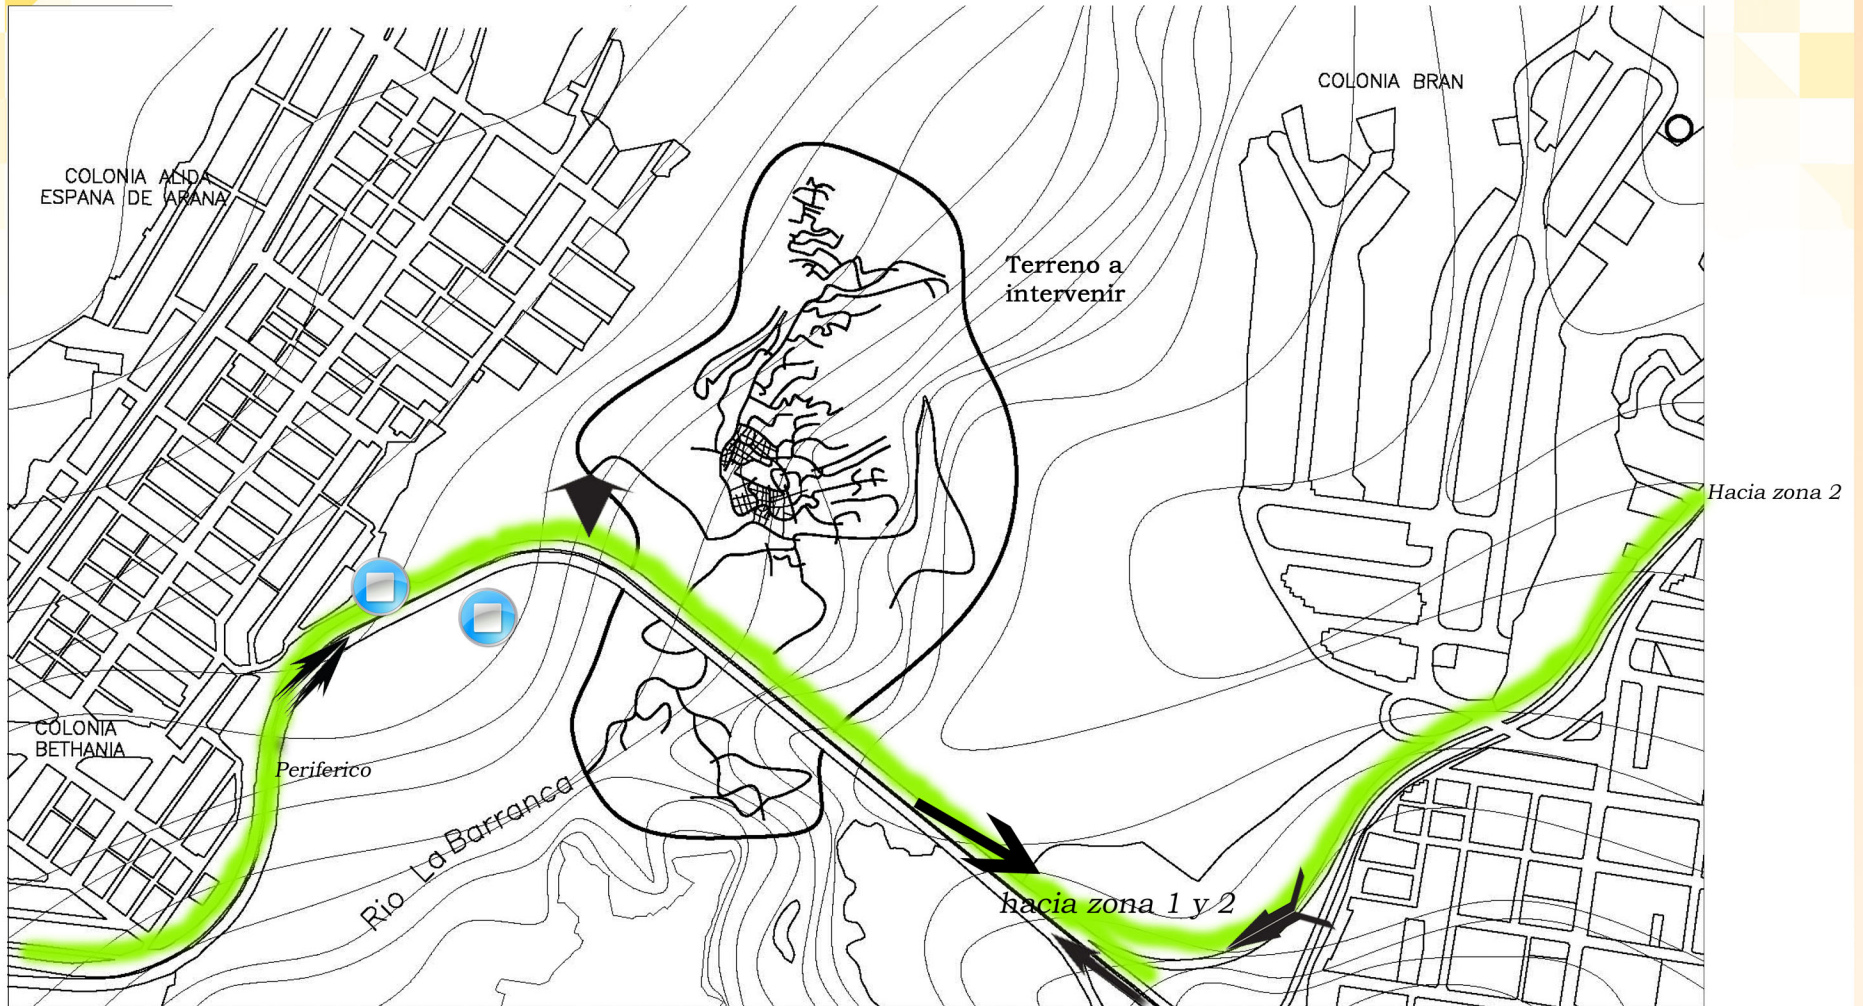 COLONIA BRAN
COLONIA ALIDA
ESPANA DE ARANA
Terreno a
intervenir
Hacia zona 2
COLONIA
BETHANIA
Periferico
Rio La Barranca
hacia zona 1 y 2